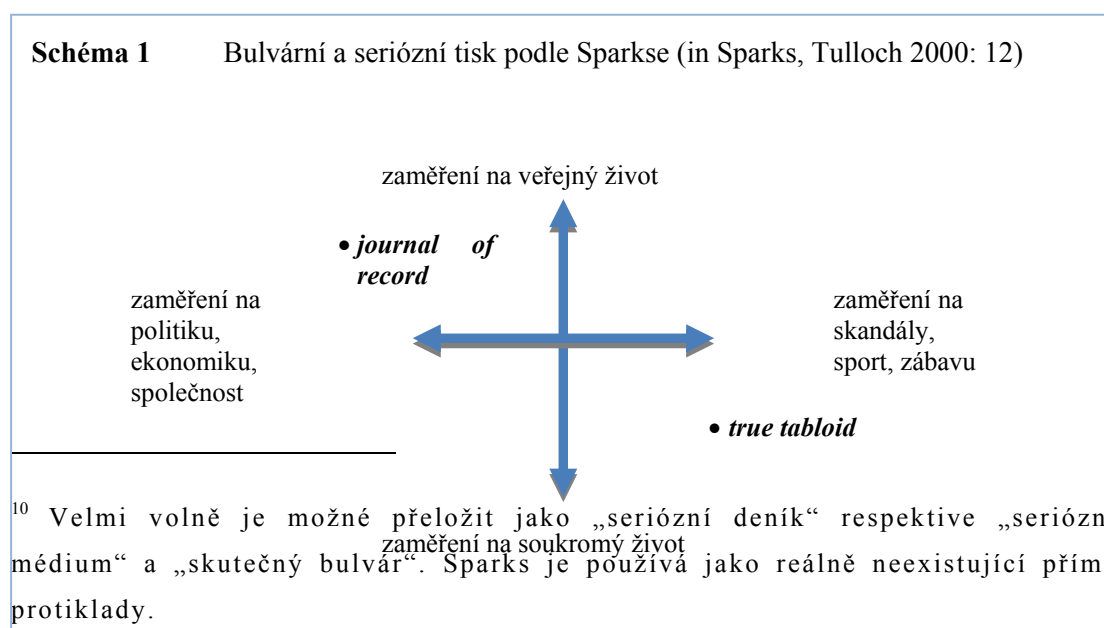 Schéma 1 Bulvární a seriózní tisk podle Sparkse (in Sparks, Tulloch 2000: 12)
zaměření na veřejný život
• journal of
record
zaměření na
politiku,
ekonomiku,
společnost
zaměření na
skandály,
sport, zábavu
• true tabloid
zaměření na soukromý život
10 Velmi volně je možné přeložit jako „seriózní deník“ respektive „seriózn
médium“ a „skutečný bulvár“. Sparks je používá jako reálně neexistující přím
protiklady.